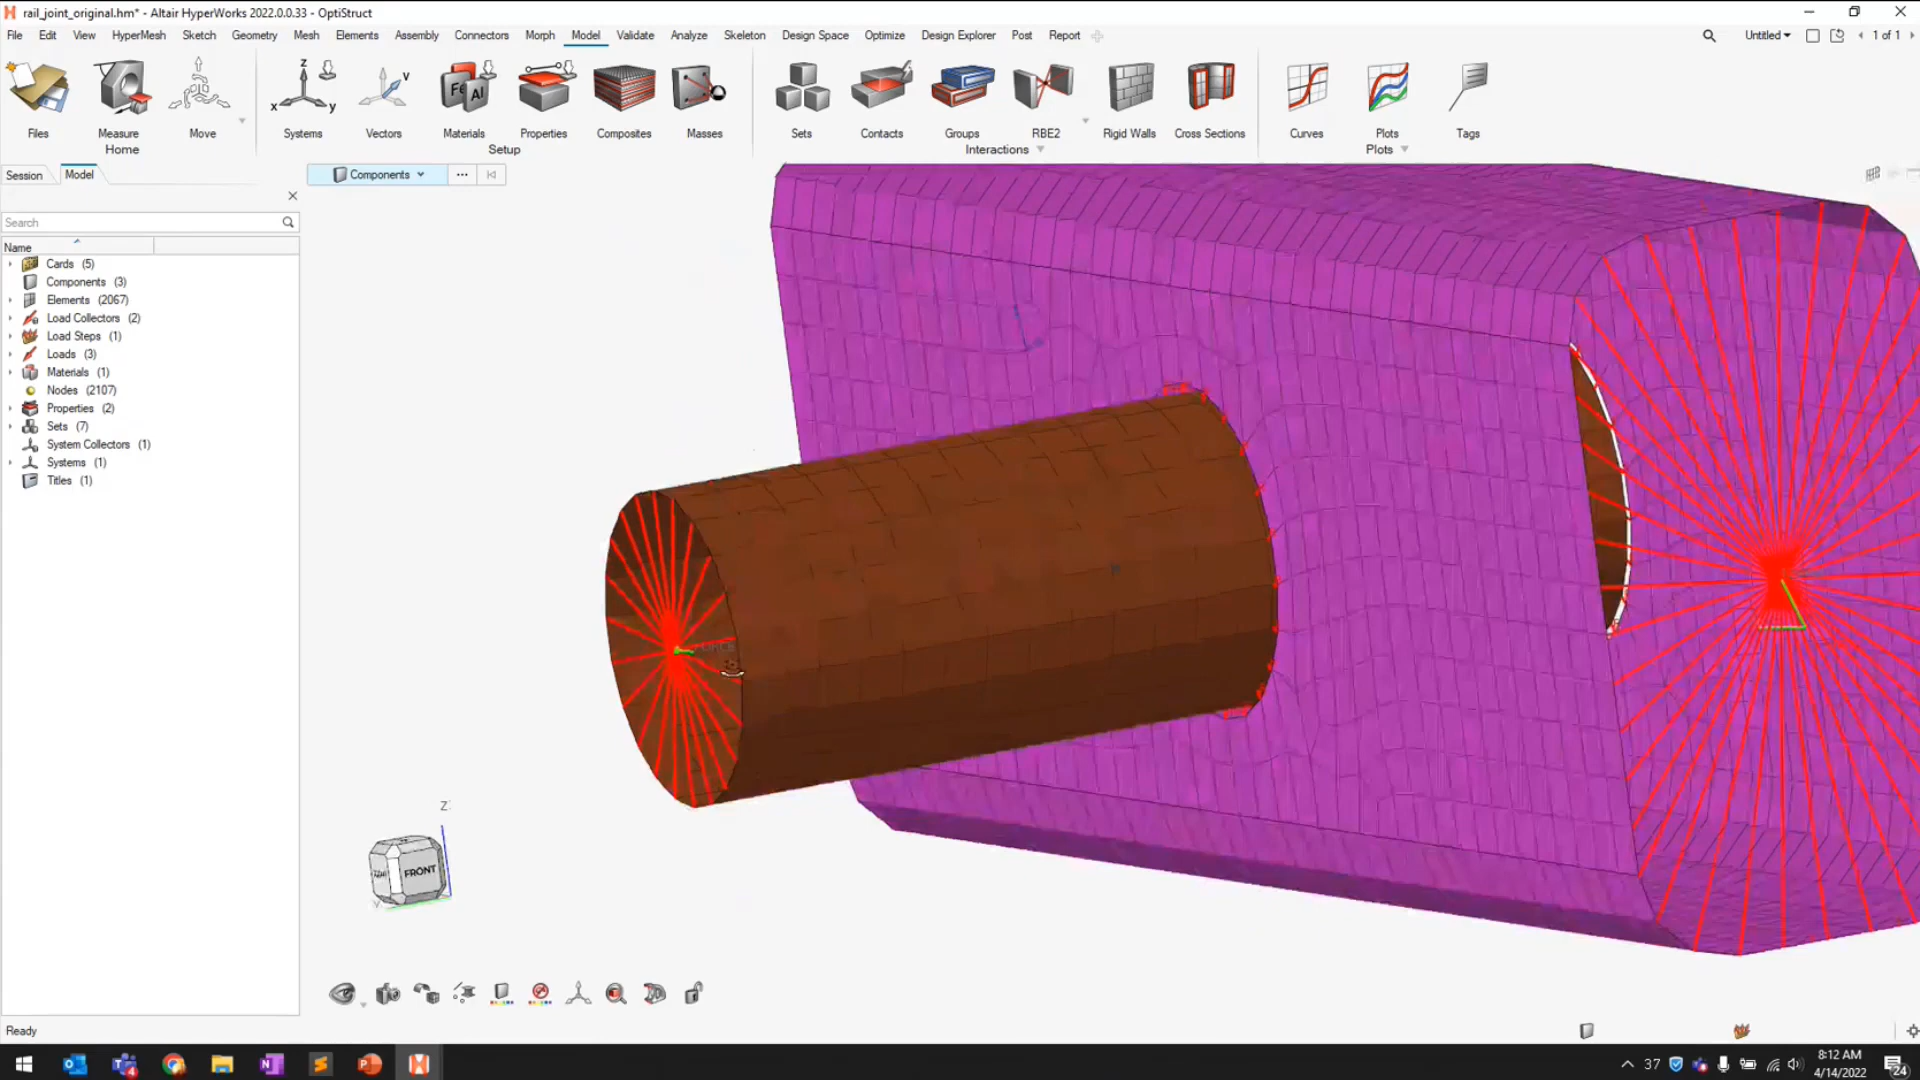 rail_joint_original.hm* - Altair HyperWorks 2022.0.0.33 - OptiStruct
File Edit View HyperMesh Sketch Geometry Mesh Elements Assembly Connectors Morph Model Validate Analyze Skeleton Design Space Optimize Design Explorer Post Report Untitled 1 of 1
Files Measure Move Systems Vectors Materials Properties Composites Masses Sets Contacts Groups RBE2 Rigid Walls Cross Sections Curves Plots Tags
Home Setup Interactions Plots
Session Model Components
Search
Name
Cards (5)
Components (3)
Elements (2067)
Load Collectors (2)
Load Steps (1)
Loads (3)
Materials (1)
Nodes (2107)
Properties (2)
Sets (7)
System Collectors (1)
Systems (1)
Titles (1)
Z
FRONT
Y
Ready
37
8:12 AM
4/14/2022
24